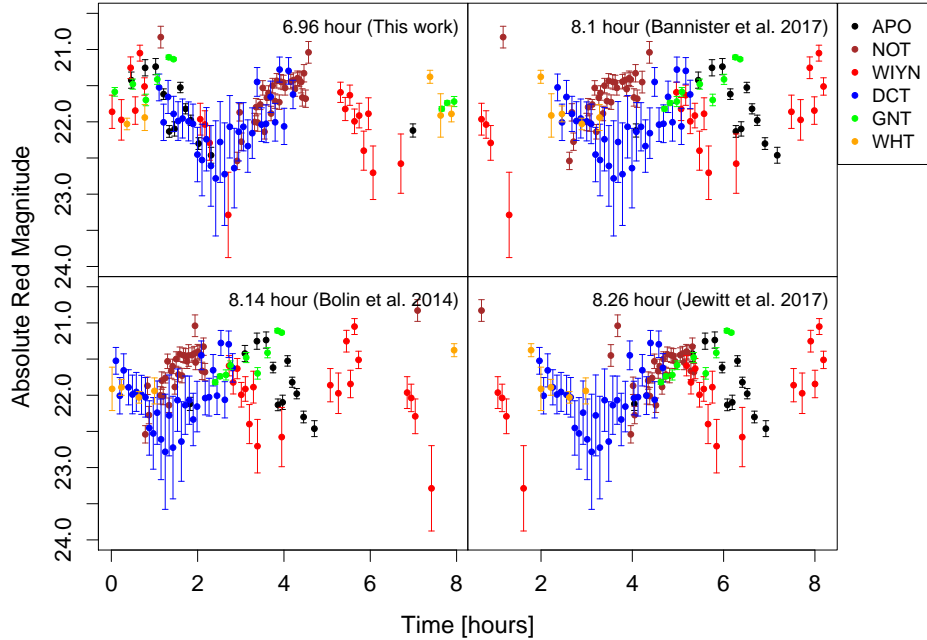 6.96 hour (This work)
8.1 hour (Bannister et al. 2017)
APO
NOT
WIYN
DCT
GNT
WHT
21.0
22.0
23.0
24.0
8.14 hour (Bolin et al. 2014)
8.26 hour (Jewitt et al. 2017)
21.0
22.0
23.0
24.0
Absolute Red Magnitude
0 2 4 6 8 2 4 6 8
Time [hours]